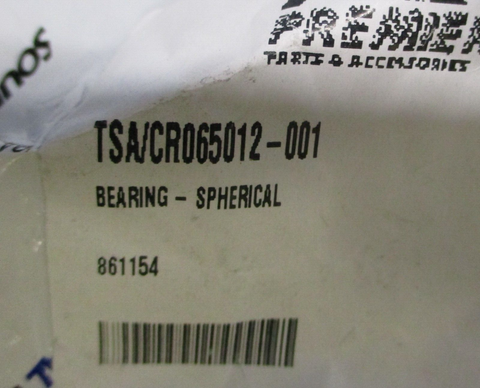 PREMIER
PARTS & ACCESSORIES
TSA/CR065012-001
BEARING - SPHERICAL
861154